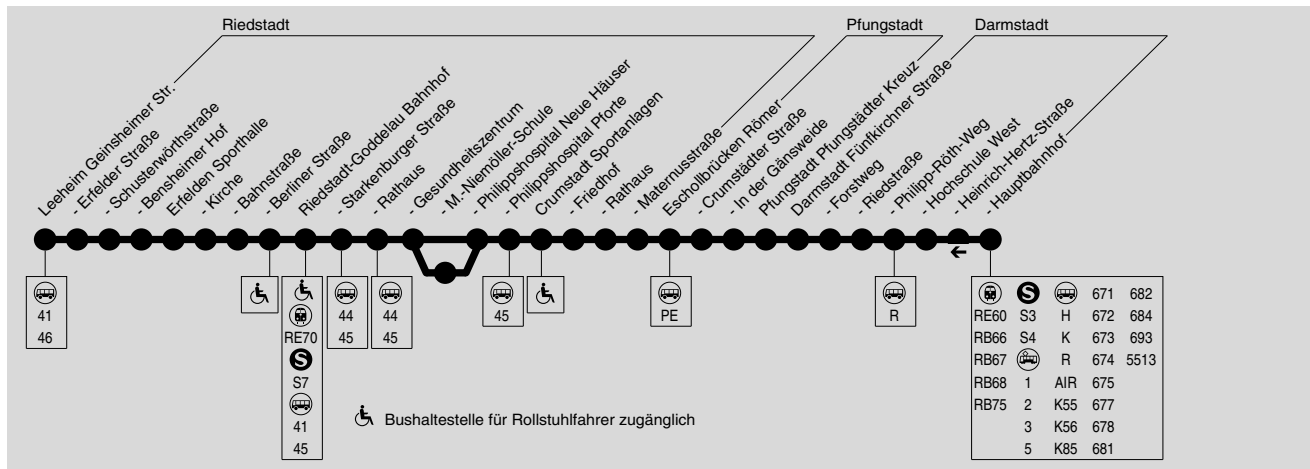 Riedstadt
Pfungstadt
Darmstadt
Leeheim Geinsheimer Str.
- Erfelder Straße
- Schusterwörthstraße
- Bensheimer Hof
Erfelden Sporthalle
- Kirche
- Bahnstraße
- Berliner Straße
Riedstadt-Goddelau Bahnhof
- Starkenburger Straße
- Rathaus
- Gesundheitszentrum
- M.-Niemöller-Schule
- Philippshospital Neue Häuser
- Philippshospital Pforte
Crumstadt Sportanlagen
- Friedhof
- Rathaus
- Maternusstraße
Eschollbrücken Römer
- Crumstädter Straße
- In der Gänsweide
Pfungstadt Pfungstädter Kreuz
Darmstadt Fünfkirchner Straße
- Forstweg
- Riedstraße
- Philipp-Röth-Weg
- Hochschule West
- Heinrich-Hertz-Straße
- Hauptbahnhof
41
46
RE70
S
S7
41
45
44
45
44
45
45
PE
R
S 671 682
RE60 S3 H 672 684
RB66 S4 K 673 693
RB67 R 674 5513
RB68 1 AIR 675
RB75 2 K55 677
3 K56 678
5 K85 681
Bushaltestelle für Rollstuhlfahrer zugänglich